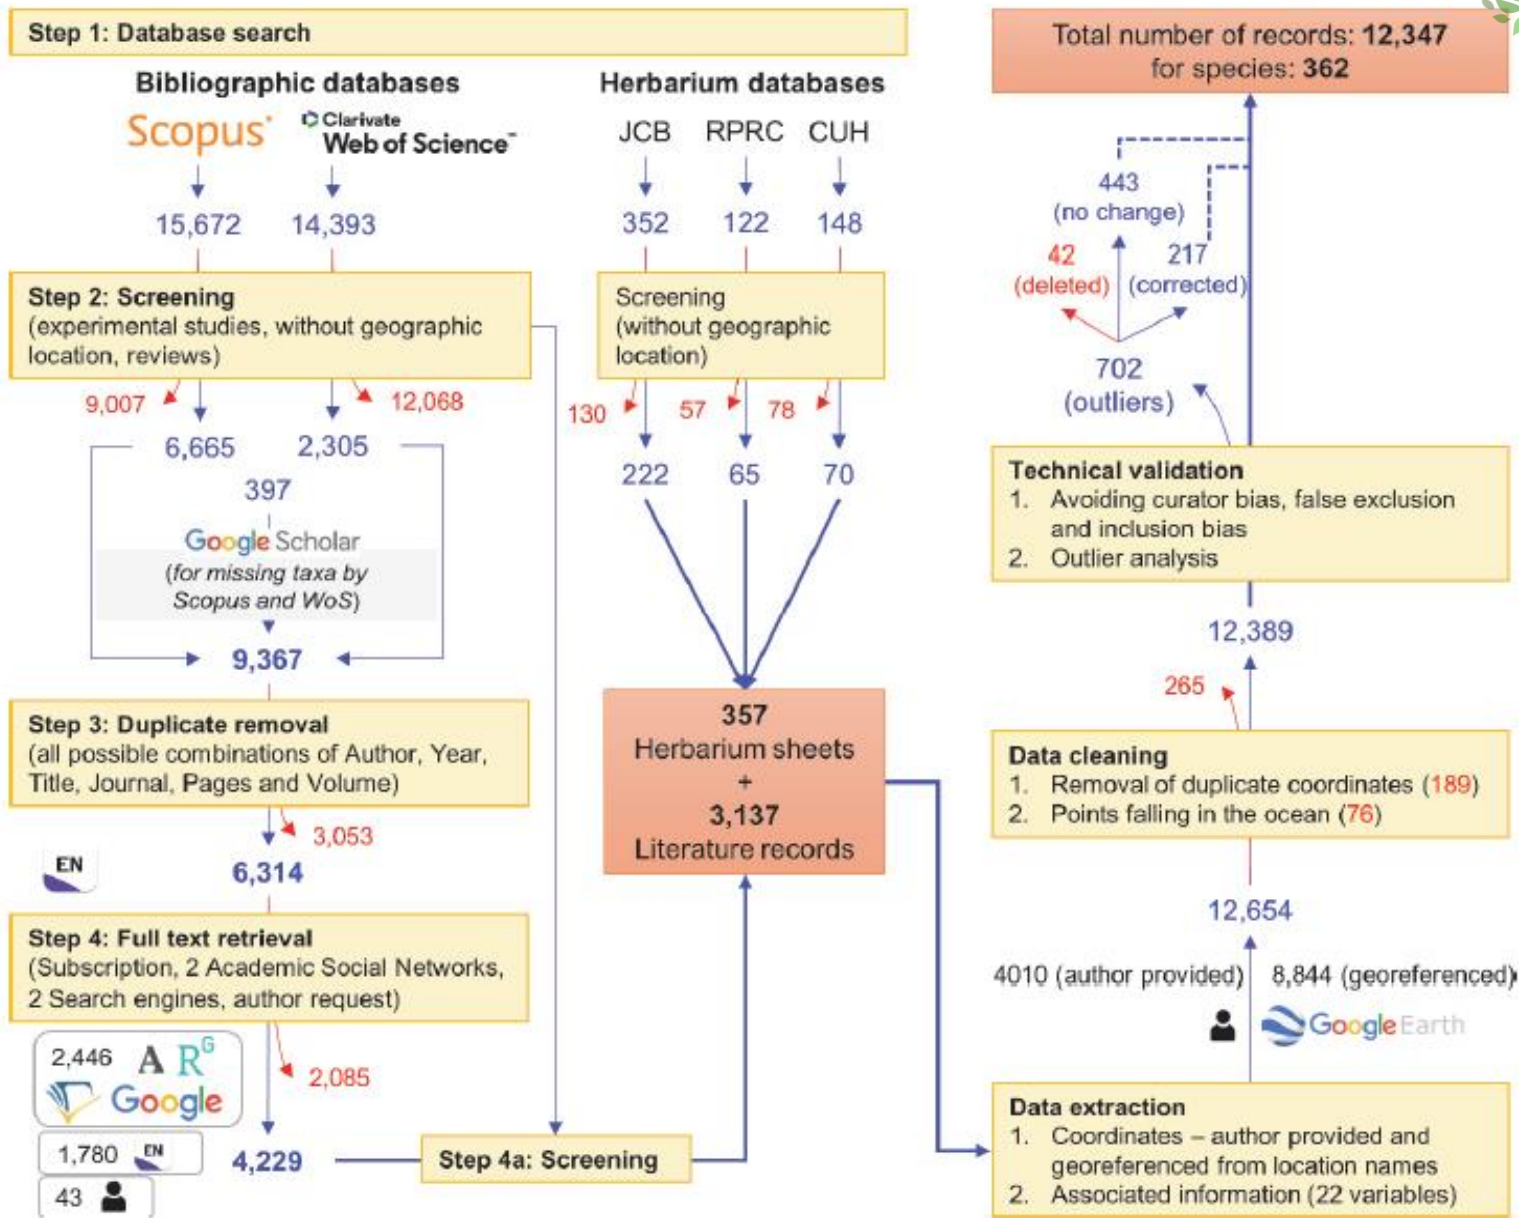 Step 1: Database search
Bibliographic databases
Scopus
Clarivate
Web of Science™
15,672
14,393
Herbarium databases
JCB
RPRC
CUH
352
122
148
Step 2: Screening
(experimental studies, without geographic
location, reviews)
9,007
12,068
6,665
2,305
397
Google Scholar
(for missing taxa by
Scopus and WoS)
9,367
Screening
(without geographic
location)
130
57
78
222
65
70
Step 3: Duplicate removal
(all possible combinations of Author, Year,
Title, Journal, Pages and Volume)
3,053
EN
6,314
Step 4: Full text retrieval
(Subscription, 2 Academic Social Networks,
2 Search engines, author request)
2,446 A RG
Google
2,085
1,780 EN
43
4,229
Step 4a: Screening
357
Herbarium sheets
+
3,137
Literature records
Total number of records: 12,347
for species: 362
443
(no change)
42
(deleted)
217
(corrected)
702
(outliers)
Technical validation
1. Avoiding curator bias, false exclusion
and inclusion bias
2. Outlier analysis
12,389
265
Data cleaning
1. Removal of duplicate coordinates (189)
2. Points falling in the ocean (76)
12,654
4010 (author provided)
8,844 (georeferenced)
Google Earth
Data extraction
1. Coordinates – author provided and
georeferenced from location names
2. Associated information (22 variables)